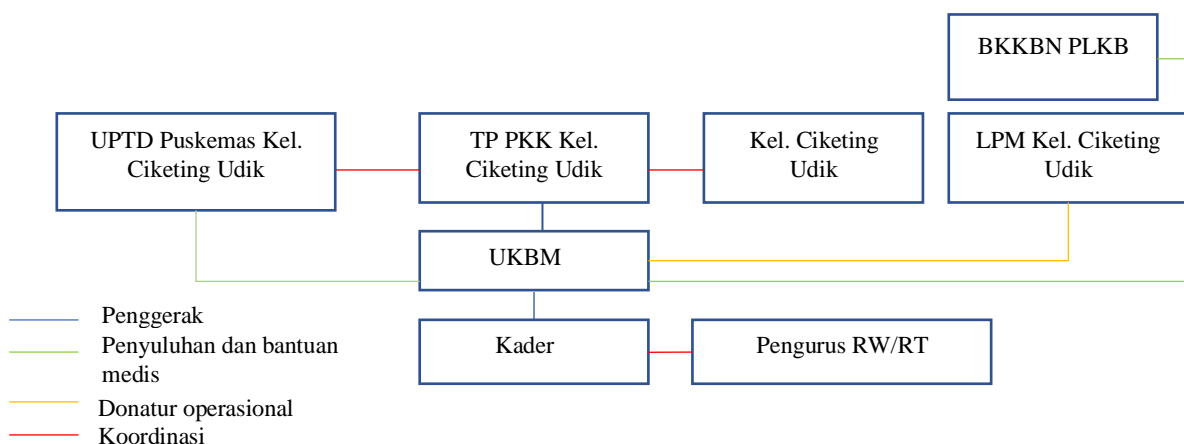 BKKBN PLKB
UPTD Puskemas Kel.
Ciketing Udik
TP PKK Kel.
Ciketing Udik
Kel. Ciketing
Udik
LPM Kel. Ciketing
Udik
UKBM
Kader
Pengurus RW/RT
Penggerak
Penyuluhan dan bantuan
medis
Donatur operasional
Koordinasi